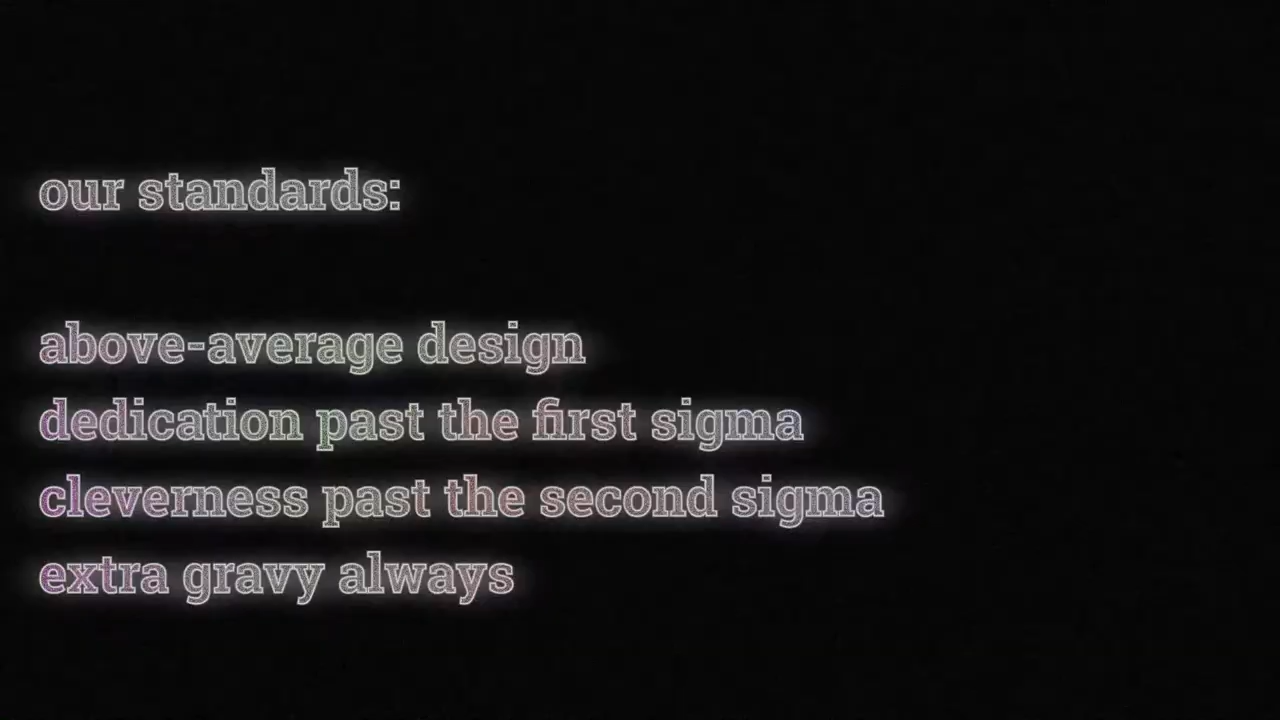 our standards:
above-average design
dedication past the first sigma
cleverness past the second sigma
extra gravy always